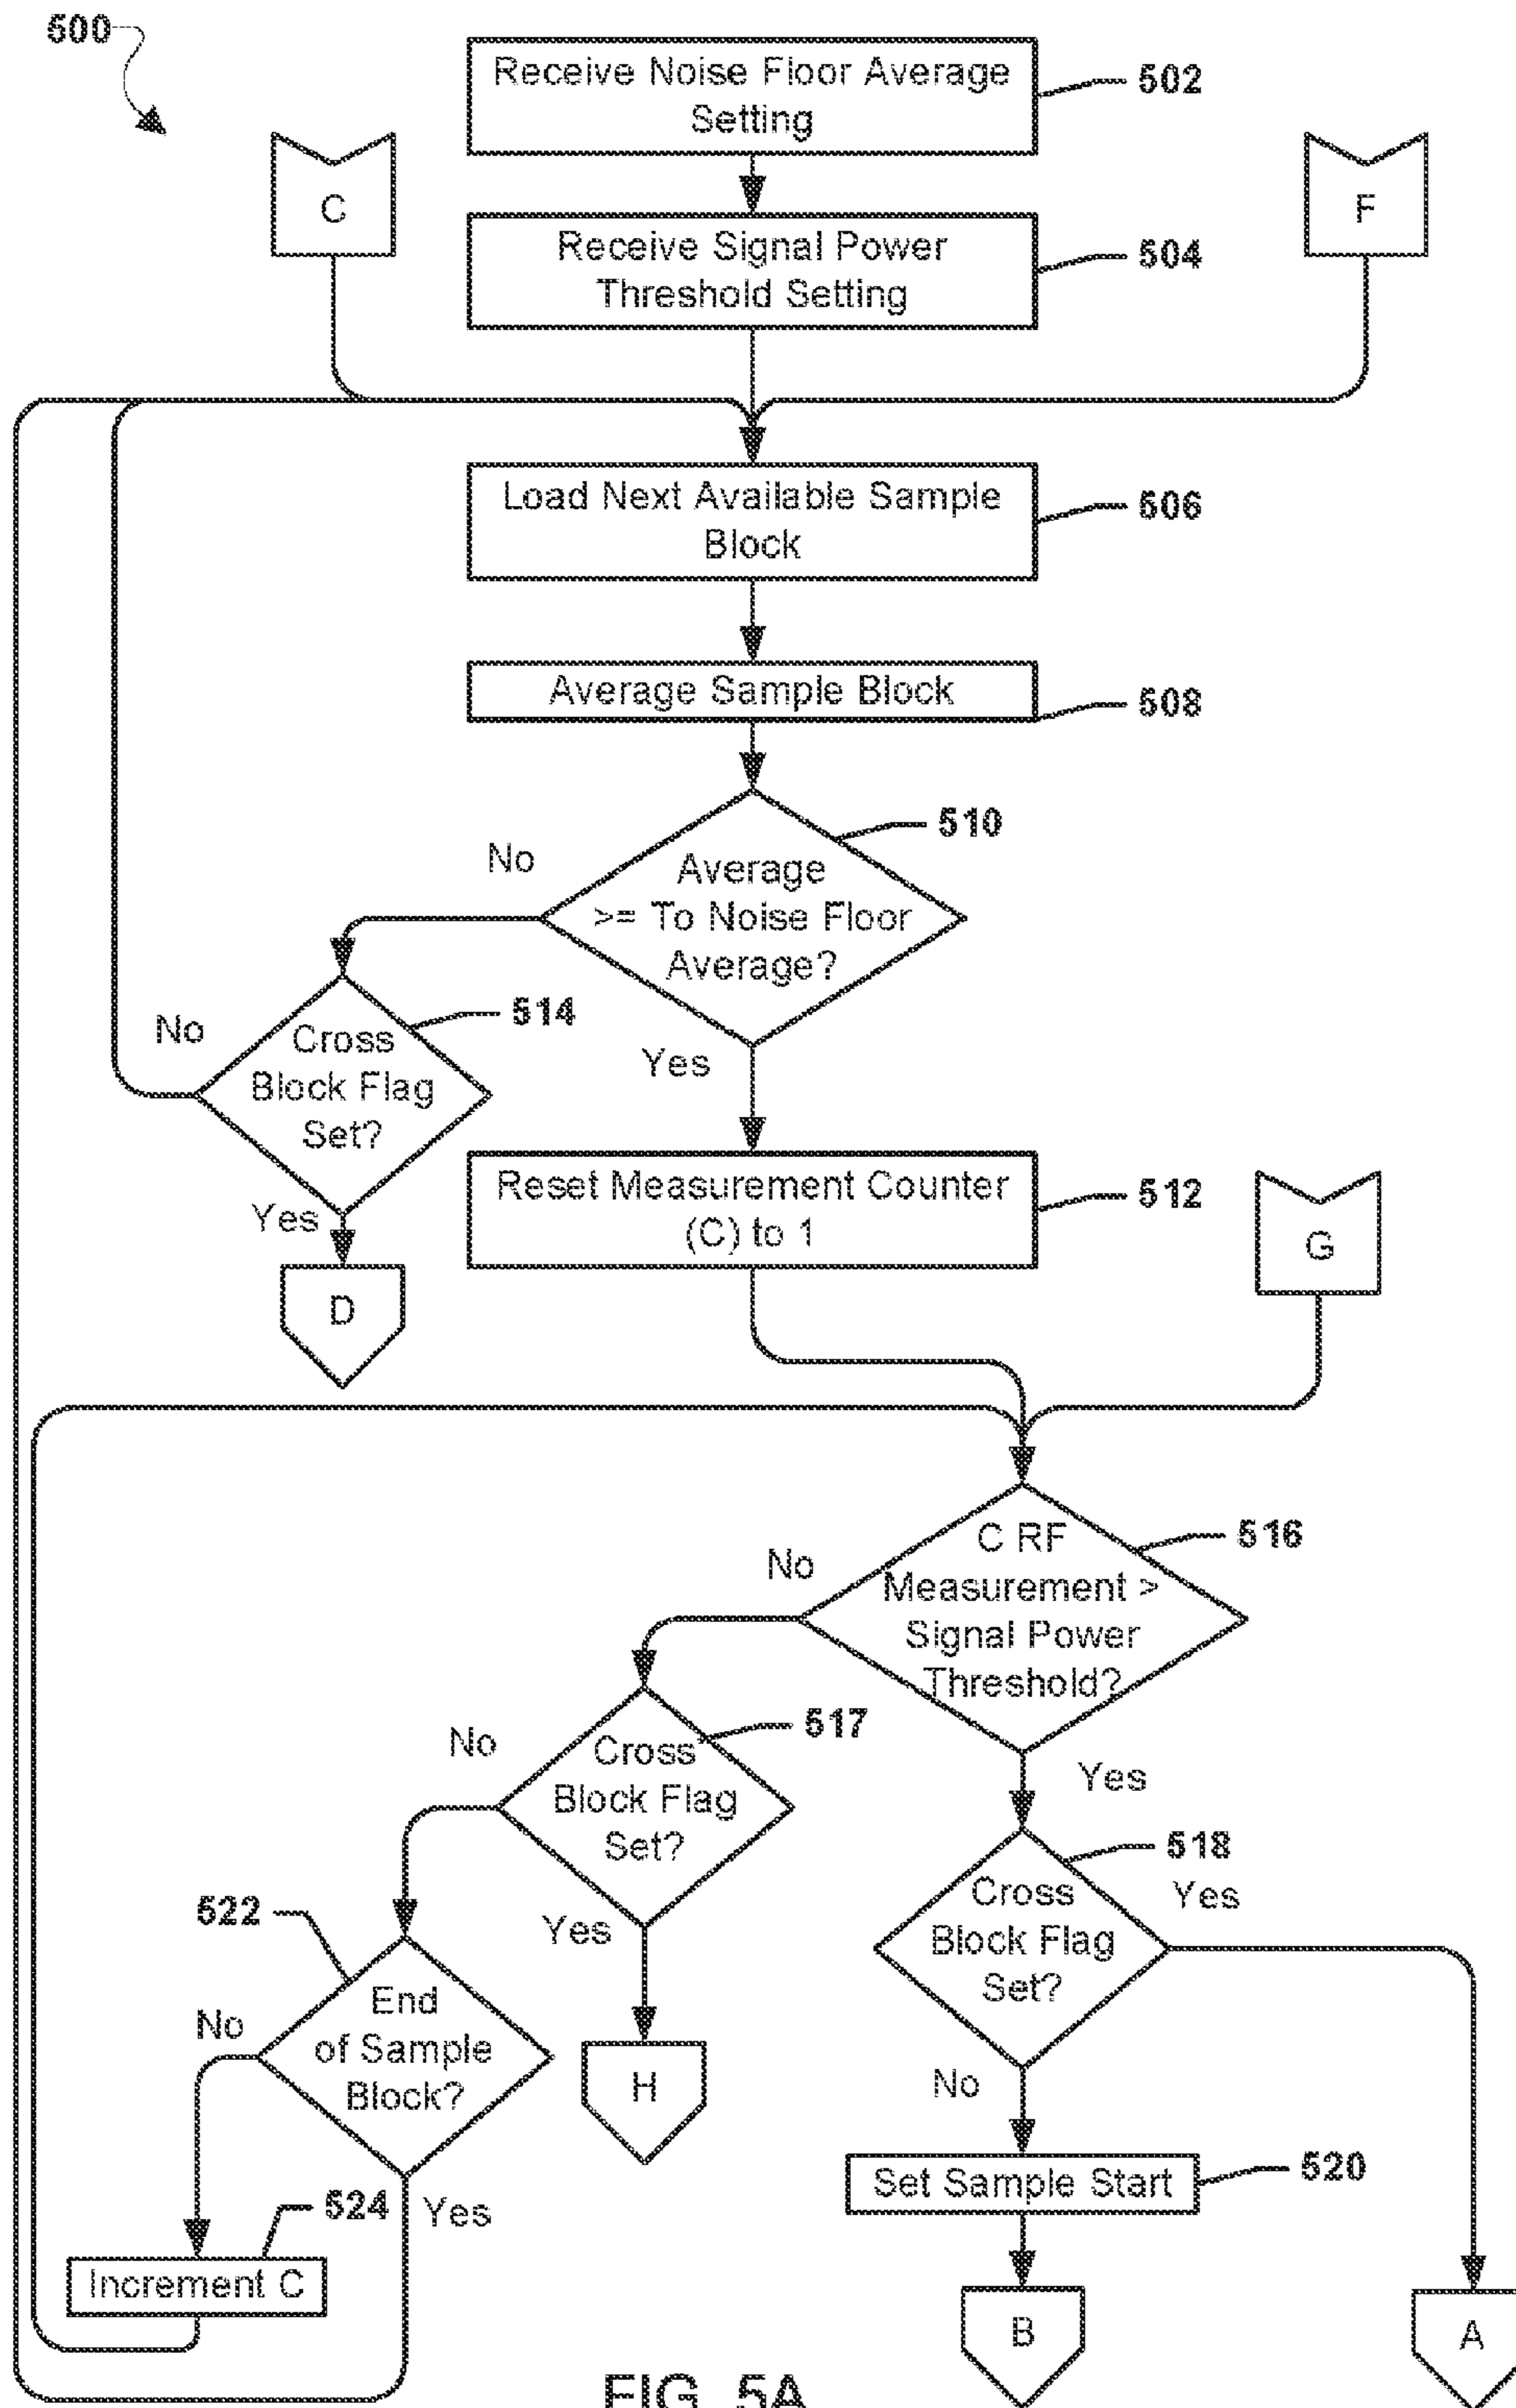 500
Receive Noise Floor Average
Setting
502
C
F
Receive Signal Power
Threshold Setting
504
Load Next Available Sample
Block
506
Average Sample Block
508
510
No
Average
>= To Noise Floor
Average?
514
No
Cross
Block Flag
Set?
Yes
Yes
Reset Measurement Counter
(C) to 1
512
G
D
516
No
C RF
Measurement >
Signal Power
Threshold?
517
No
Cross
Block Flag
Set?
Yes
518
Yes
Cross
Block Flag
Set?
522
Yes
End
of Sample
Block?
No
H
No
Set Sample Start
520
524
Yes
Increment C
B
A
FIG. 5A